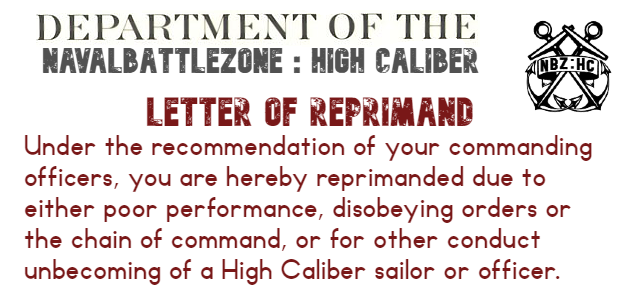 DEPARTMENT OF THE
NAVALBATTLEZONE : HIGH CALIBER
NBZ:HC
LETTER OF REPRIMAND
Under the recommendation of your commanding
officers, you are hereby reprimanded due to
either poor performance, disobeying orders or
the chain of command, or for other conduct
unbecoming of a High Caliber sailor or officer.